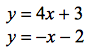 y = 4x + 3
y = −x − 2